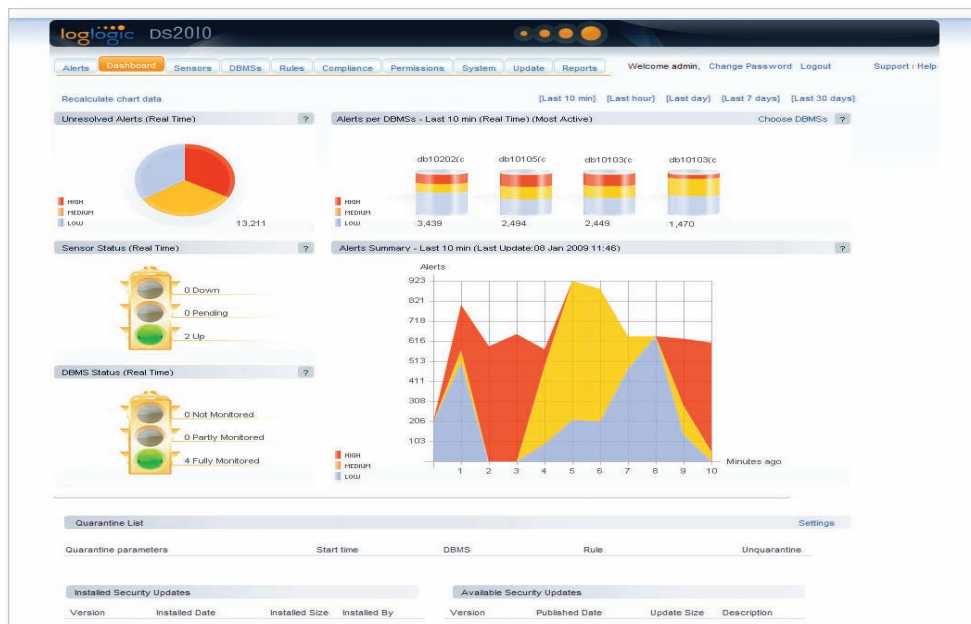 loglogic DS2010
Alerts Dashboard Sensors DBMSs Rules Compliance Permissions System Update Reports Welcome admin, Change Password Logout Support | Help
Recalculate chart data [Last 10 min] [Last hour] [Last day] [Last 7 days] [Last 30 days]
Unresolved Alerts (Real Time) ?
HIGH
MEDIUM
LOW
13,211
Alerts per DBMSs - Last 10 min (Real Time) (Most Active) Choose DBMSs ?
db10202(c db10105(c db10103(c db10103(c
HIGH
MEDIUM
LOW
3,439 2,494 2,449 1,470
Sensor Status (Real Time) ?
0 Down
0 Pending
2 Up
Alerts Summary - Last 10 min (Last Update:08 Jan 2009 11:46) ?
Alerts
923
821
718
616
513
411
308
206
103
1 2 3 4 5 6 7 8 9 10 Minutes ago
HIGH
MEDIUM
LOW
DBMS Status (Real Time) ?
0 Not Monitored
0 Partly Monitored
4 Fully Monitored
Quarantine List Settings
Quarantine parameters Start time DBMS Rule Unquarantine
Installed Security Updates
Version Installed Date Installed Size Installed By
Available Security Updates
Version Published Date Update Size Description